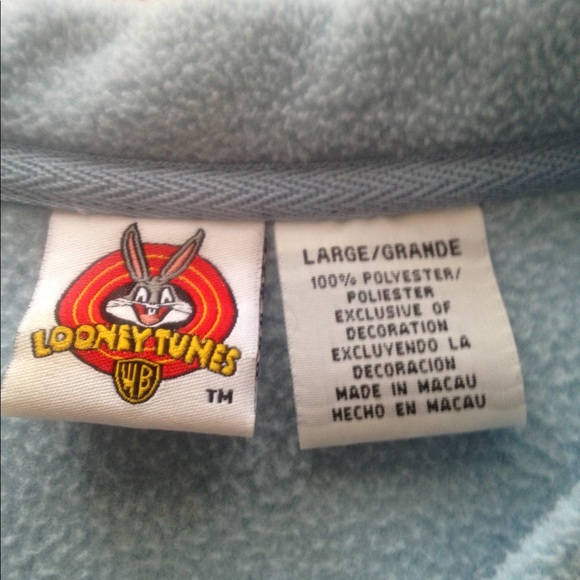 LOONEY TUNES
WB
TM
LARGE/GRANDE
100% POLYESTER/
POLIESTER
EXCLUSIVE OF
DECORATION
EXCLUYENDO LA
DECORACION
MADE IN MACAU
HECHO EN MACAU